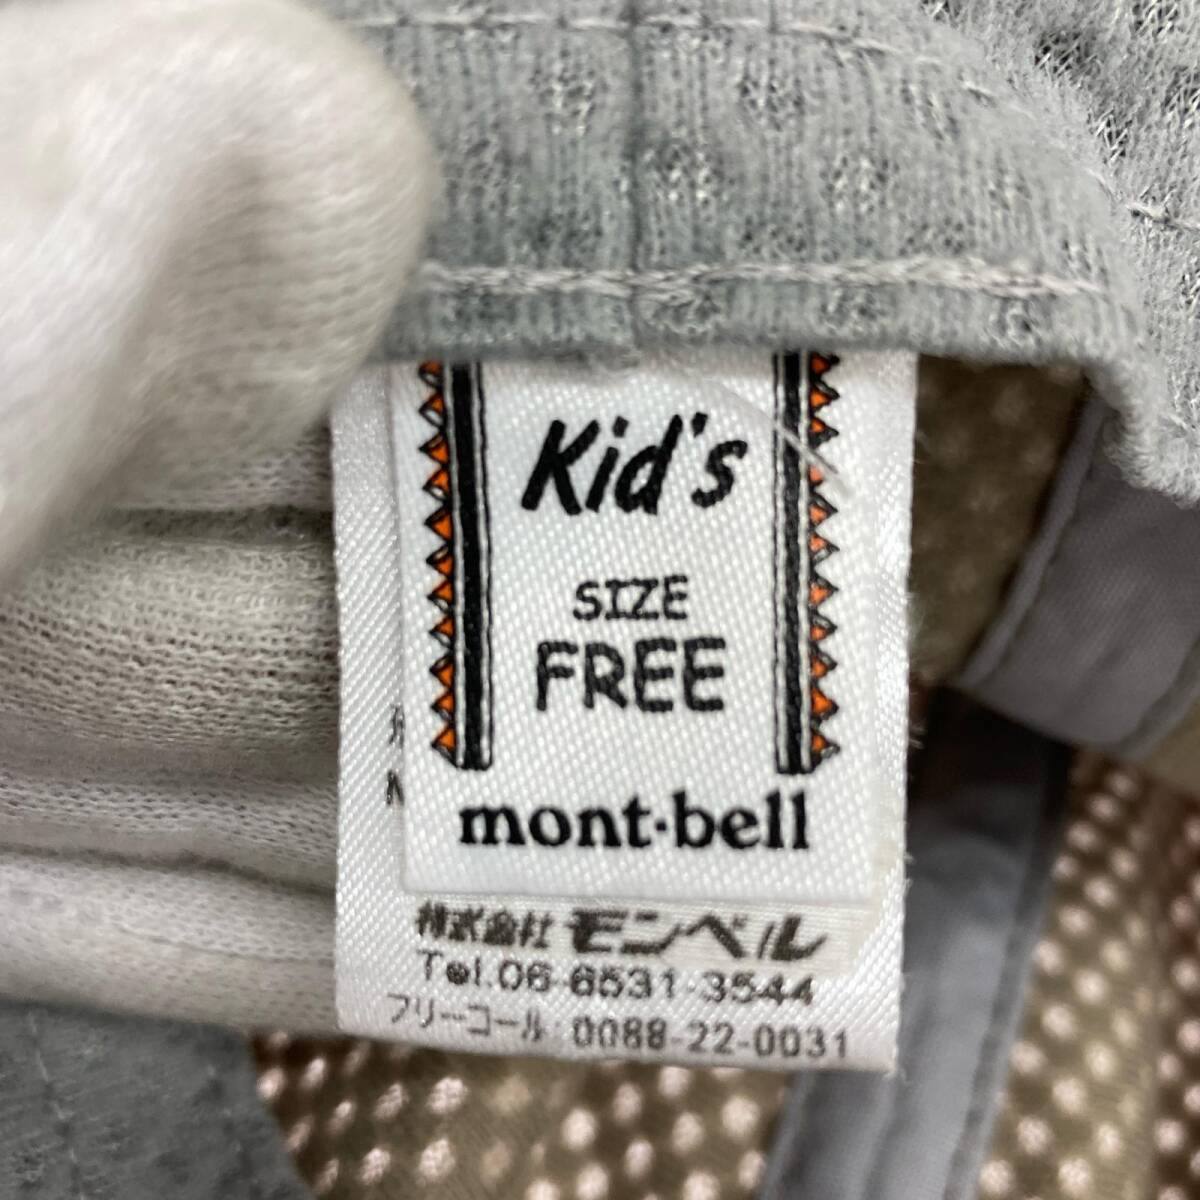 Kid's
SIZE
FREE
mont·bell
株式会社 モンベル
Tel.06-6531-3544
フリーコール:0088-22-0031